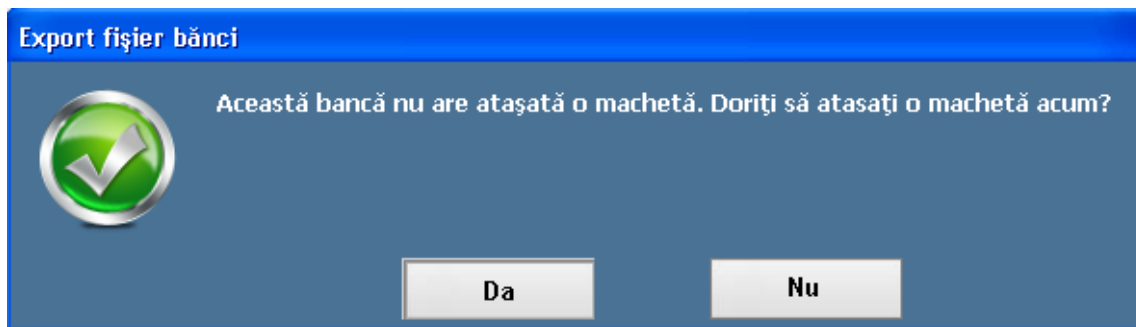 Export fişier bănci
Această bancă nu are ataşată o machetă. Doriţi să atasaţi o machetă acum?
Da
Nu